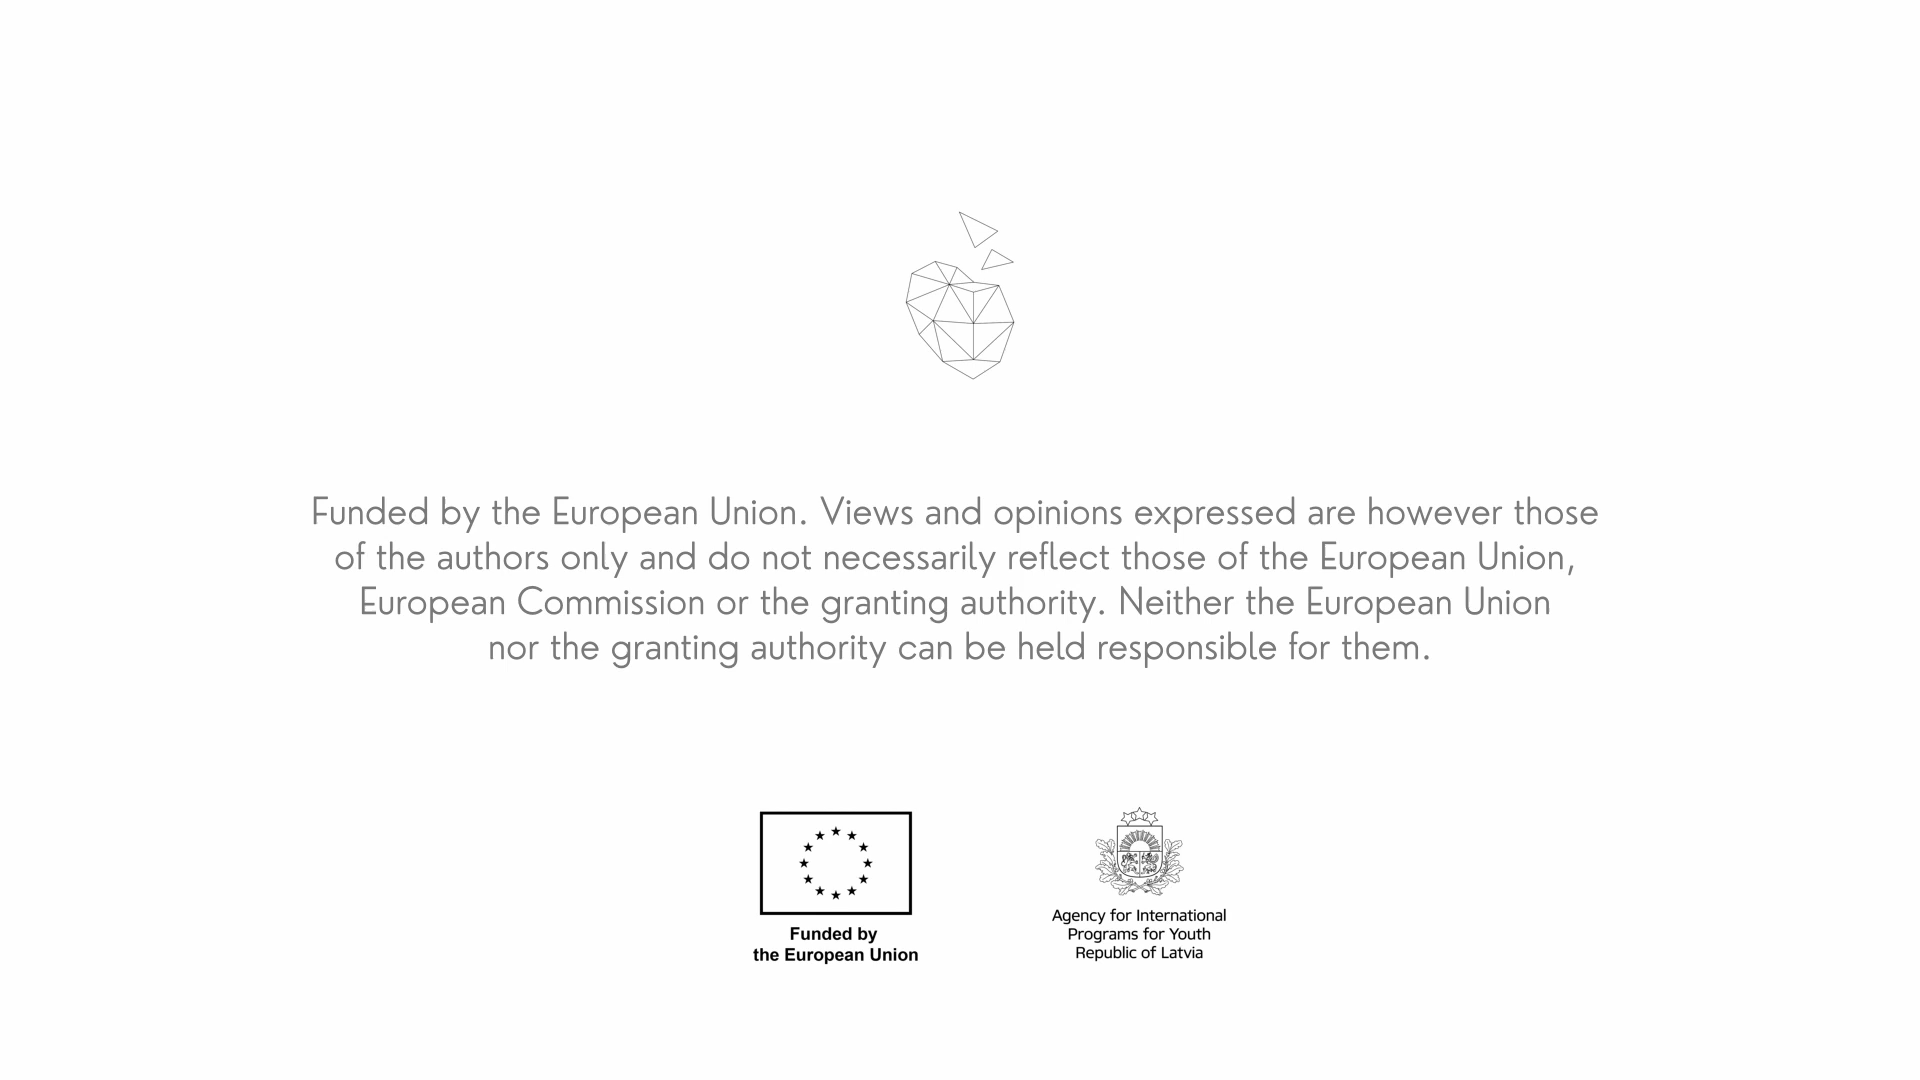 Funded by the European Union. Views and opinions expressed are however those
of the authors only and do not necessarily reflect those of the European Union,
European Commission or the granting authority. Neither the European Union
nor the granting authority can be held responsible for them.
Funded by
the European Union
Agency for International
Programs for Youth
Republic of Latvia